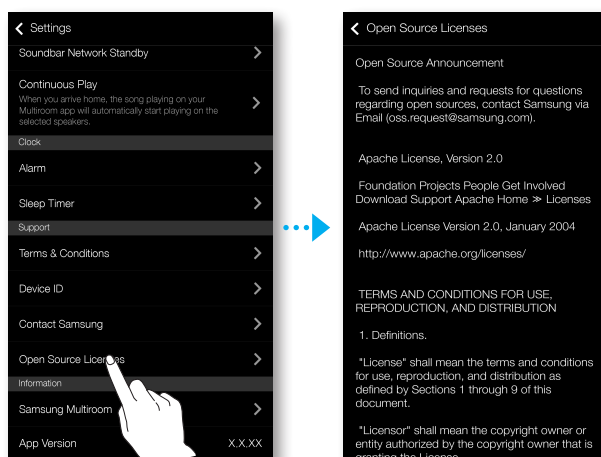 Settings
Soundbar Network Standby
Continuous Play
When you arrive home, the song playing on your
Multiroom app will automatically start playing on the
selected speakers.
Clock
Alarm
Sleep Timer
Support
Terms & Conditions
Device ID
Contact Samsung
Open Source Licenses
Information
Samsung Multiroom
App Version X.X.XX
Open Source Licenses
Open Source Announcement
To send inquiries and requests for questions
regarding open sources, contact Samsung via
Email (oss.request@samsung.com).
Apache License, Version 2.0
Foundation Projects People Get Involved
Download Support Apache Home ≫ Licenses
Apache License Version 2.0, January 2004
http://www.apache.org/licenses/
TERMS AND CONDITIONS FOR USE,
REPRODUCTION, AND DISTRIBUTION
1. Definitions.
"License" shall mean the terms and conditions
for use, reproduction, and distribution as
defined by Sections 1 through 9 of this
document.
"Licensor" shall mean the copyright owner or
entity authorized by the copyright owner that is
granting the License.